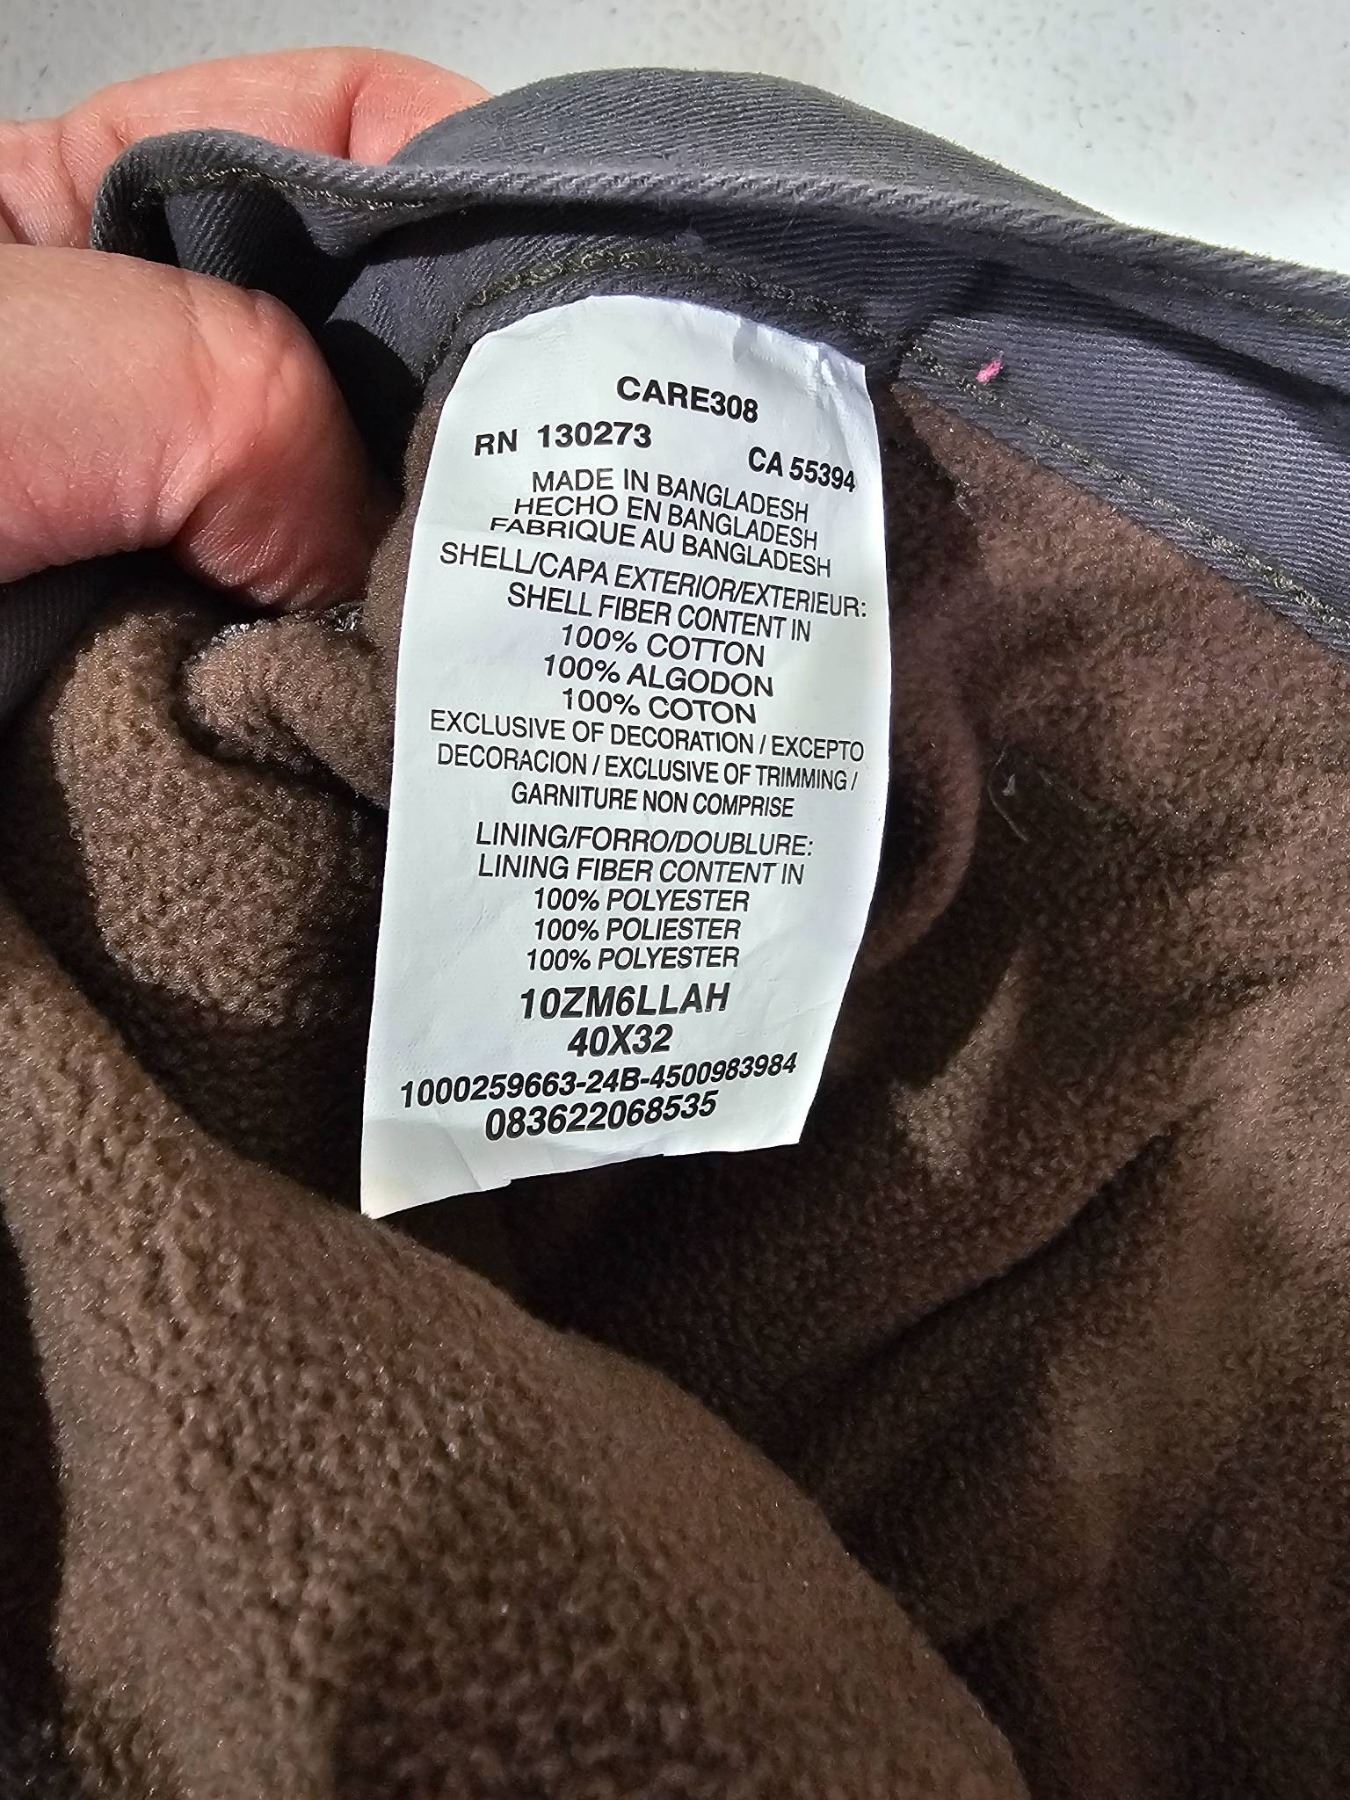 CARE308
RN 130273
CA 55394
MADE IN BANGLADESH
HECHO EN BANGLADESH
FABRIQUE AU BANGLADESH
SHELL/CAPA EXTERIOR/EXTERIEUR:
SHELL FIBER CONTENT IN
100% COTTON
100% ALGODON
100% COTON
EXCLUSIVE OF DECORATION / EXCEPTO
DECORACION / EXCLUSIVE OF TRIMMING /
GARNITURE NON COMPRISE
LINING/FORRO/DOUBLURE:
LINING FIBER CONTENT IN
100% POLYESTER
100% POLIESTER
100% POLYESTER
10ZM6LLAH
40X32
1000259663-24B-4500983984
083622068535